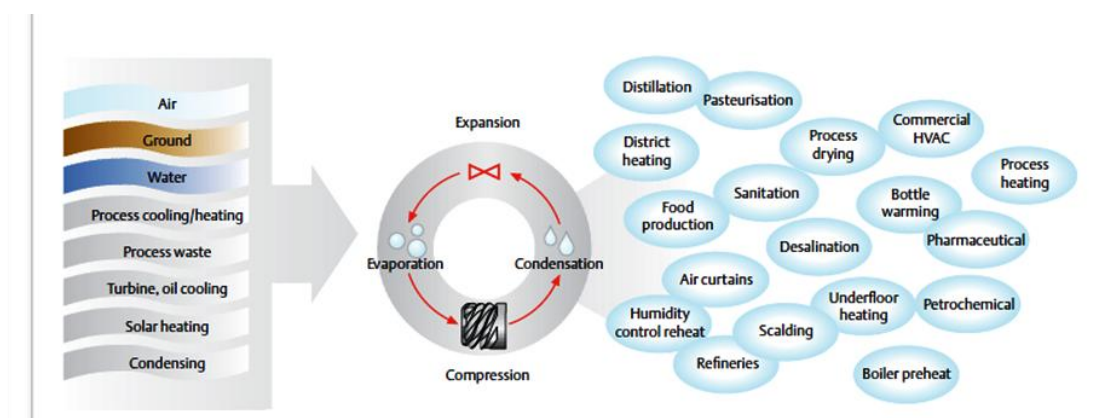 Air
Ground
Water
Process cooling/heating
Process waste
Turbine, oil cooling
Solar heating
Condensing
Expansion
Evaporation
Condensation
Compression
Distillation
Pasteurisation
District
heating
Process
drying
Commercial
HVAC
Process
heating
Food
production
Sanitation
Bottle
warming
Pharmaceutical
Desalination
Air curtains
Humidity
control reheat
Underfloor
heating
Petrochemical
Scalding
Refineries
Boiler preheat